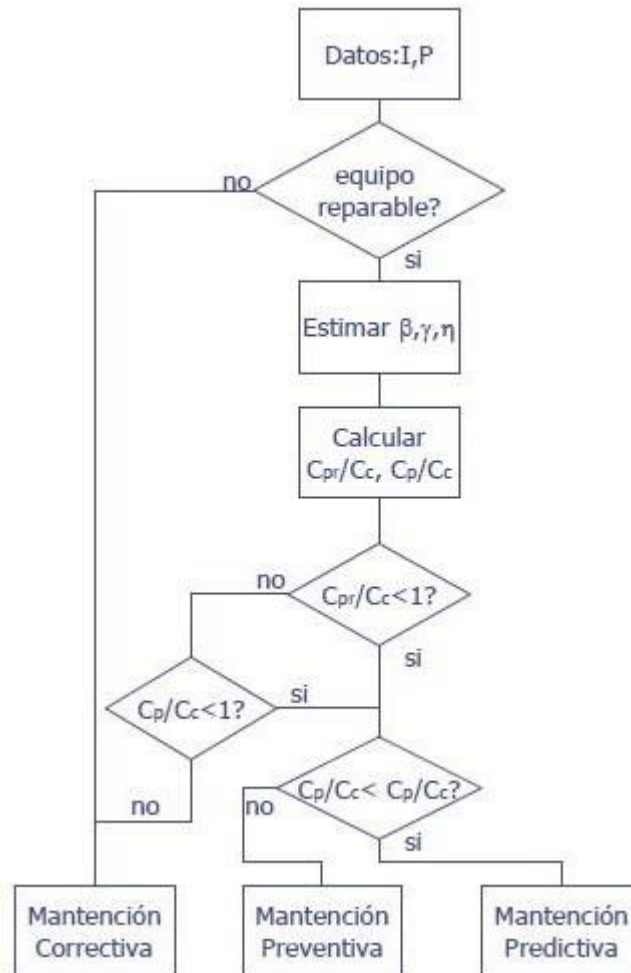 Datos:I,P
no
equipo
reparable?
si
Estimar β,γ,η
Calcular
Cpr/Cc, Cp/Cc
no
Cpr/Cc<1?
si
Cp/Cc<1?
si
no
Cp/Cc< Cp/Cc?
no
si
Mantención
Correctiva
Mantención
Preventiva
Mantención
Predictiva